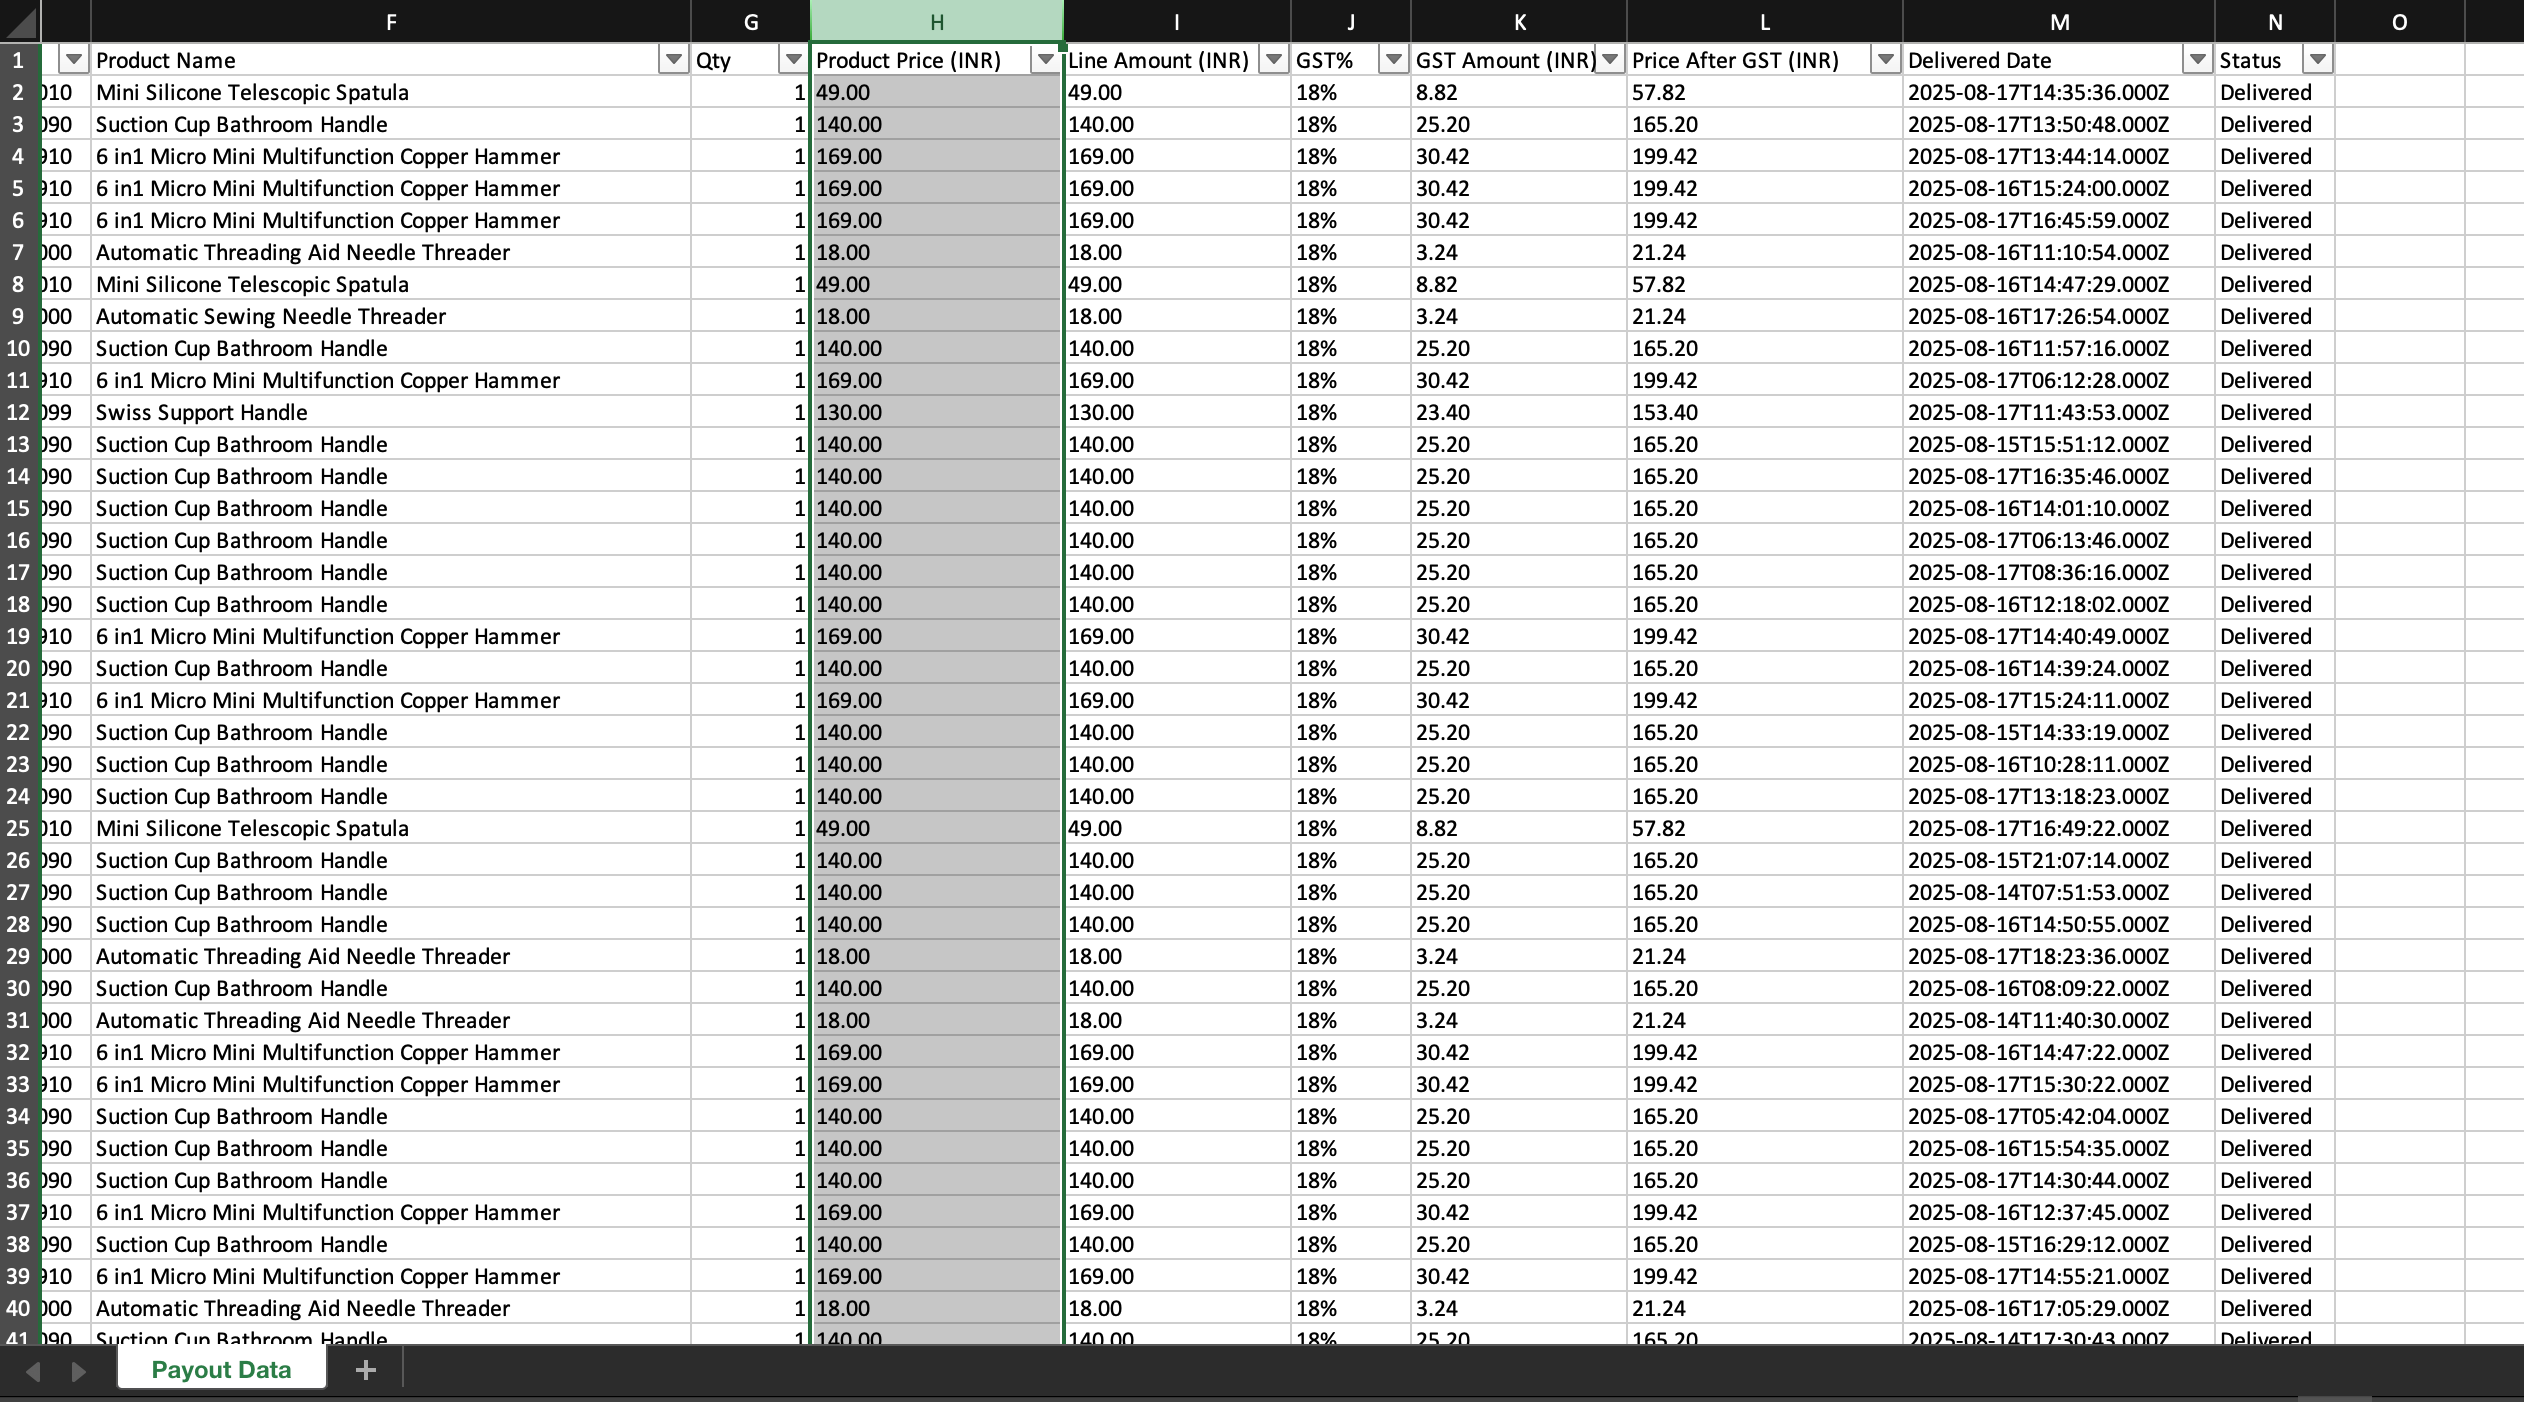 F G H I J K L M N O
1 Product Name Qty Product Price (INR) Line Amount (INR) GST% GST Amount (INR) Price After GST (INR) Delivered Date Status
2 010 Mini Silicone Telescopic Spatula 1 49.00 49.00 18% 8.82 57.82 2025-08-17T14:35:36.000Z Delivered
3 090 Suction Cup Bathroom Handle 1 140.00 140.00 18% 25.20 165.20 2025-08-17T13:50:48.000Z Delivered
4 910 6 in1 Micro Mini Multifunction Copper Hammer 1 169.00 169.00 18% 30.42 199.42 2025-08-17T13:44:14.000Z Delivered
5 910 6 in1 Micro Mini Multifunction Copper Hammer 1 169.00 169.00 18% 30.42 199.42 2025-08-16T15:24:00.000Z Delivered
6 910 6 in1 Micro Mini Multifunction Copper Hammer 1 169.00 169.00 18% 30.42 199.42 2025-08-17T16:45:59.000Z Delivered
7 000 Automatic Threading Aid Needle Threader 1 18.00 18.00 18% 3.24 21.24 2025-08-16T11:10:54.000Z Delivered
8 010 Mini Silicone Telescopic Spatula 1 49.00 49.00 18% 8.82 57.82 2025-08-16T14:47:29.000Z Delivered
9 000 Automatic Sewing Needle Threader 1 18.00 18.00 18% 3.24 21.24 2025-08-16T17:26:54.000Z Delivered
10 090 Suction Cup Bathroom Handle 1 140.00 140.00 18% 25.20 165.20 2025-08-16T11:57:16.000Z Delivered
11 910 6 in1 Micro Mini Multifunction Copper Hammer 1 169.00 169.00 18% 30.42 199.42 2025-08-17T06:12:28.000Z Delivered
12 099 Swiss Support Handle 1 130.00 130.00 18% 23.40 153.40 2025-08-17T11:43:53.000Z Delivered
13 090 Suction Cup Bathroom Handle 1 140.00 140.00 18% 25.20 165.20 2025-08-15T15:51:12.000Z Delivered
14 090 Suction Cup Bathroom Handle 1 140.00 140.00 18% 25.20 165.20 2025-08-17T16:35:46.000Z Delivered
15 090 Suction Cup Bathroom Handle 1 140.00 140.00 18% 25.20 165.20 2025-08-16T14:01:10.000Z Delivered
16 090 Suction Cup Bathroom Handle 1 140.00 140.00 18% 25.20 165.20 2025-08-17T06:13:46.000Z Delivered
17 090 Suction Cup Bathroom Handle 1 140.00 140.00 18% 25.20 165.20 2025-08-17T08:36:16.000Z Delivered
18 090 Suction Cup Bathroom Handle 1 140.00 140.00 18% 25.20 165.20 2025-08-16T12:18:02.000Z Delivered
19 910 6 in1 Micro Mini Multifunction Copper Hammer 1 169.00 169.00 18% 30.42 199.42 2025-08-17T14:40:49.000Z Delivered
20 090 Suction Cup Bathroom Handle 1 140.00 140.00 18% 25.20 165.20 2025-08-16T14:39:24.000Z Delivered
21 910 6 in1 Micro Mini Multifunction Copper Hammer 1 169.00 169.00 18% 30.42 199.42 2025-08-17T15:24:11.000Z Delivered
22 090 Suction Cup Bathroom Handle 1 140.00 140.00 18% 25.20 165.20 2025-08-15T14:33:19.000Z Delivered
23 090 Suction Cup Bathroom Handle 1 140.00 140.00 18% 25.20 165.20 2025-08-16T10:28:11.000Z Delivered
24 090 Suction Cup Bathroom Handle 1 140.00 140.00 18% 25.20 165.20 2025-08-17T13:18:23.000Z Delivered
25 010 Mini Silicone Telescopic Spatula 1 49.00 49.00 18% 8.82 57.82 2025-08-17T16:49:22.000Z Delivered
26 090 Suction Cup Bathroom Handle 1 140.00 140.00 18% 25.20 165.20 2025-08-15T21:07:14.000Z Delivered
27 090 Suction Cup Bathroom Handle 1 140.00 140.00 18% 25.20 165.20 2025-08-14T07:51:53.000Z Delivered
28 090 Suction Cup Bathroom Handle 1 140.00 140.00 18% 25.20 165.20 2025-08-16T14:50:55.000Z Delivered
29 000 Automatic Threading Aid Needle Threader 1 18.00 18.00 18% 3.24 21.24 2025-08-17T18:23:36.000Z Delivered
30 090 Suction Cup Bathroom Handle 1 140.00 140.00 18% 25.20 165.20 2025-08-16T08:09:22.000Z Delivered
31 000 Automatic Threading Aid Needle Threader 1 18.00 18.00 18% 3.24 21.24 2025-08-14T11:40:30.000Z Delivered
32 910 6 in1 Micro Mini Multifunction Copper Hammer 1 169.00 169.00 18% 30.42 199.42 2025-08-16T14:47:22.000Z Delivered
33 910 6 in1 Micro Mini Multifunction Copper Hammer 1 169.00 169.00 18% 30.42 199.42 2025-08-17T15:30:22.000Z Delivered
34 090 Suction Cup Bathroom Handle 1 140.00 140.00 18% 25.20 165.20 2025-08-17T05:42:04.000Z Delivered
35 090 Suction Cup Bathroom Handle 1 140.00 140.00 18% 25.20 165.20 2025-08-16T15:54:35.000Z Delivered
36 090 Suction Cup Bathroom Handle 1 140.00 140.00 18% 25.20 165.20 2025-08-17T14:30:44.000Z Delivered
37 910 6 in1 Micro Mini Multifunction Copper Hammer 1 169.00 169.00 18% 30.42 199.42 2025-08-16T12:37:45.000Z Delivered
38 090 Suction Cup Bathroom Handle 1 140.00 140.00 18% 25.20 165.20 2025-08-15T16:29:12.000Z Delivered
39 910 6 in1 Micro Mini Multifunction Copper Hammer 1 169.00 169.00 18% 30.42 199.42 2025-08-17T14:55:21.000Z Delivered
40 000 Automatic Threading Aid Needle Threader 1 18.00 18.00 18% 3.24 21.24 2025-08-16T17:05:29.000Z Delivered
41 090 Suction Cup Bathroom Handle 1 140.00 140.00 18% 25.20 165.20 2025-08-14T17:30:43.000Z Delivered
Payout Data +